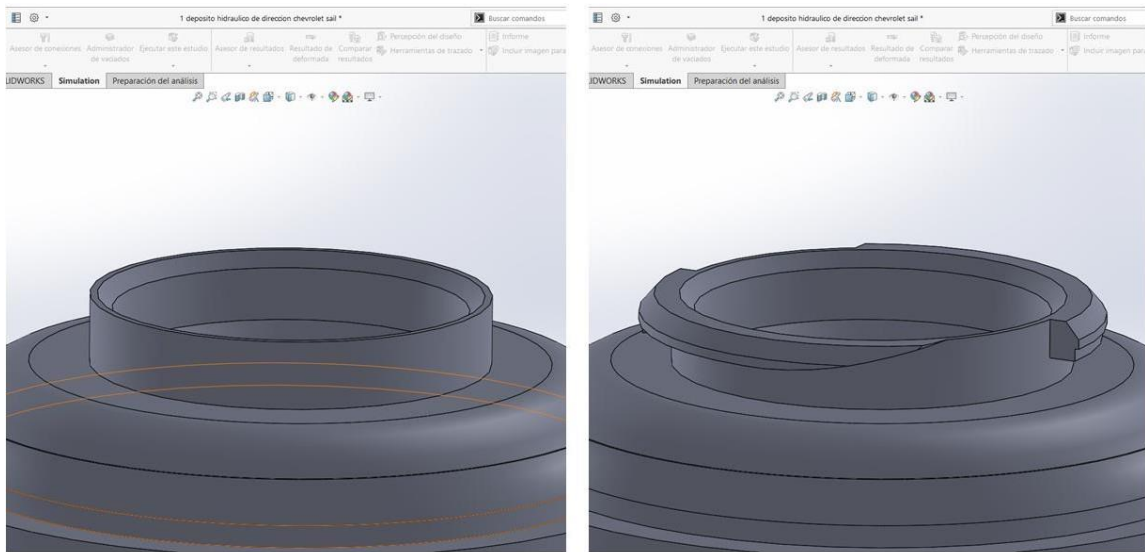 1 deposito hidraulico de direccion chevrolet sail *
Buscar comandos
Asesor de conexiones
Administrador de vaciados
Ejecutar este estudio
Asesor de resultados
Resultado de deformada
Comparar resultados
Percepción del diseño
Herramientas de trazado
Informe
Incluir imagen para
LIDWORKS
Simulation
Preparación del análisis
1 deposito hidraulico de direccion chevrolet sail *
Buscar comandos
Asesor de conexiones
Administrador de vaciados
Ejecutar este estudio
Asesor de resultados
Resultado de deformada
Comparar resultados
Percepción del diseño
Herramientas de trazado
Informe
Incluir imagen para
IDWORKS
Simulation
Preparación del análisis